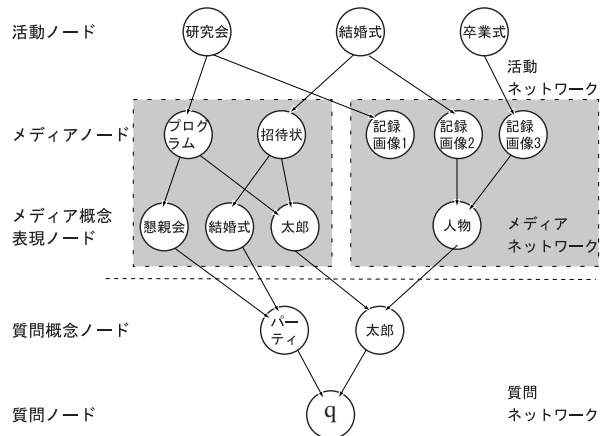 活動ノード
研究会
結婚式
卒業式
活動
ネットワーク
メディアノード
プログ
ラム
招待状
記録
画像1
記録
画像2
記録
画像3
メディア概念
表現ノード
懇親会
結婚式
太郎
人物
メディア
ネットワーク
質問概念ノード
パー
ティ
太郎
質問ノード
q
質問
ネットワーク